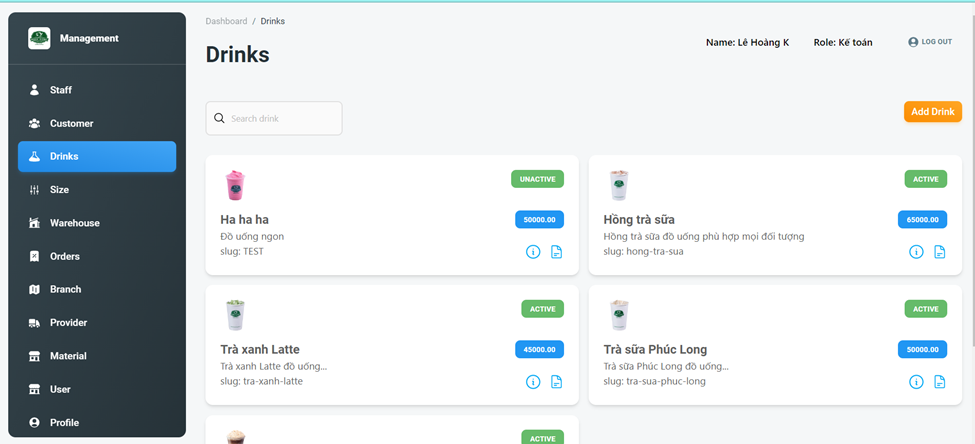 Management
Staff
Customer
Drinks
Size
Warehouse
Orders
Branch
Provider
Material
User
Profile
Dashboard / Drinks
Drinks
Name: Lê Hoàng K
Role: Kế toán
LOG OUT
Search drink
Add Drink
UNACTIVE
Ha ha ha
50000.00
Đồ uống ngon
slug: TEST
ACTIVE
Hồng trà sữa
65000.00
Hồng trà sữa đồ uống phù hợp mọi đối tượng
slug: hong-tra-sua
ACTIVE
Trà xanh Latte
45000.00
Trà xanh Latte đồ uống...
slug: tra-xanh-latte
ACTIVE
Trà sữa Phúc Long
50000.00
Trà sữa Phúc Long đồ uống...
slug: tra-sua-phuc-long
ACTIVE